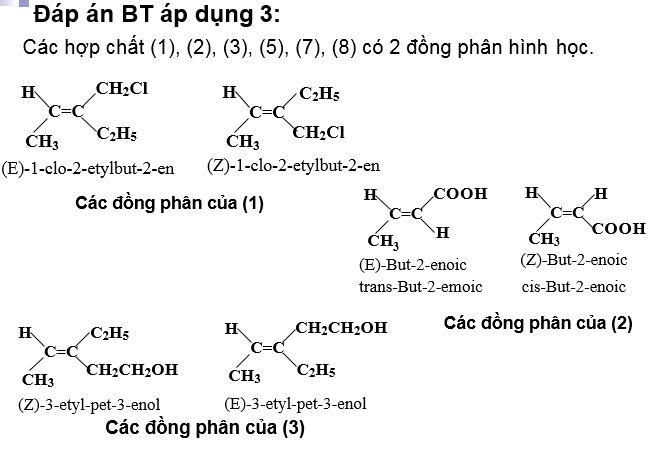 Đáp án BT áp dụng 3:
Các hợp chất (1), (2), (3), (5), (7), (8) có 2 đồng phân hình học.
H CH2Cl
C=C
CH3 C2H5
(E)-1-clo-2-etylbut-2-en
H C2H5
C=C
CH3 CH2Cl
(Z)-1-clo-2-etylbut-2-en
Các đồng phân của (1)
H COOH
C=C
CH3 H
(E)-But-2-enoic
trans-But-2-emoic
H H
C=C
CH3 COOH
(Z)-But-2-enoic
cis-But-2-enoic
Các đồng phân của (2)
H C2H5
C=C
CH3 CH2CH2OH
(Z)-3-etyl-pet-3-enol
H CH2CH2OH
C=C
CH3 C2H5
(E)-3-etyl-pet-3-enol
Các đồng phân của (3)